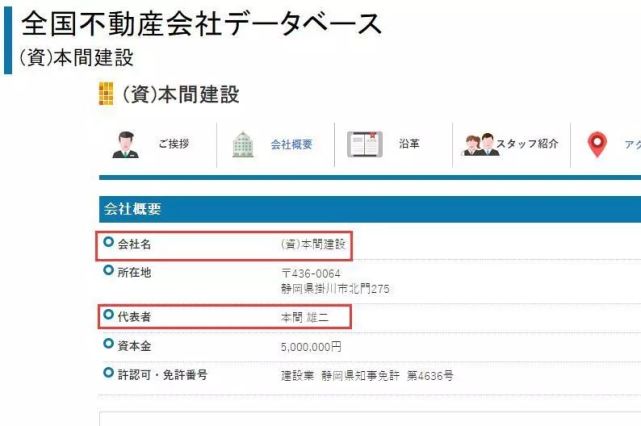 全国不動産会社データベース
(資)本間建設
(資)本間建設
ご挨拶
会社概要
沿革
スタッフ紹介
アク
会社概要
会社名 (資)本間建設
所在地 〒436-0064
静岡県掛川市北門275
代表者 本間 雄二
資本金 5,000,000円
許認可・免許番号 建設業 静岡県知事免許 第4636号